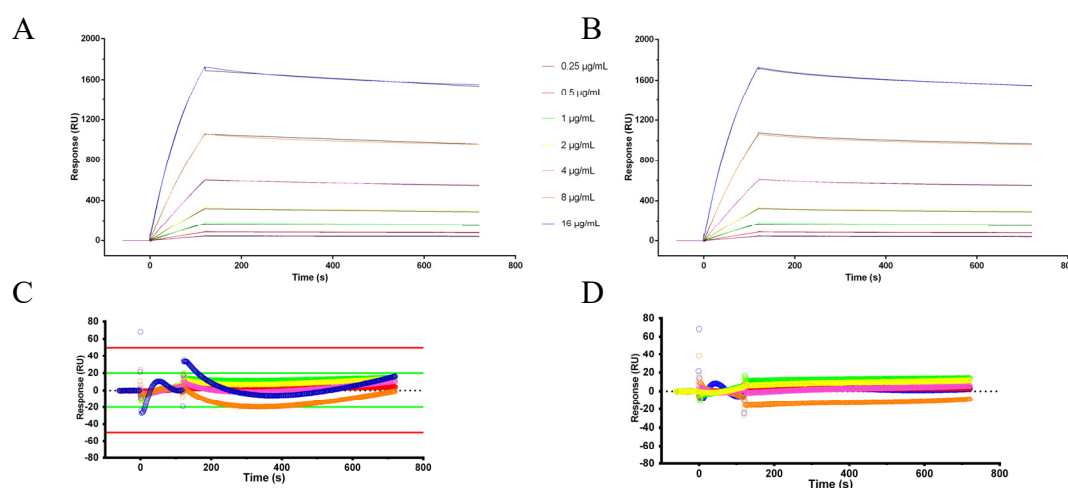 A
B
2000
1600
1200
800
400
0
Response (RU)
0
200
400
600
800
Time (s)
0.25 µg/mL
0.5 µg/mL
1 µg/mL
2 µg/mL
4 µg/mL
8 µg/mL
16 µg/mL
2000
1600
1200
800
400
0
Response (RU)
0
200
400
600
800
Time (s)
C
D
80
60
40
20
0
-20
-40
-60
-80
Response (RU)
0
200
400
600
800
Time (s)
80
60
40
20
0
-20
-40
-60
-80
Response (RU)
0
200
400
600
800
Time (s)